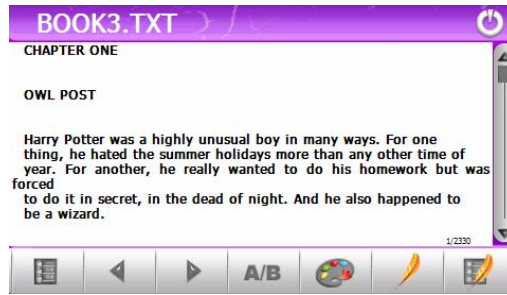 BOOK3.TXT
CHAPTER ONE
OWL POST
Harry Potter was a highly unusual boy in many ways. For one
thing, he hated the summer holidays more than any other time of
year. For another, he really wanted to do his homework but was
forced
to do it in secret, in the dead of night. And he also happened to
be a wizard.
1/2330
A/B